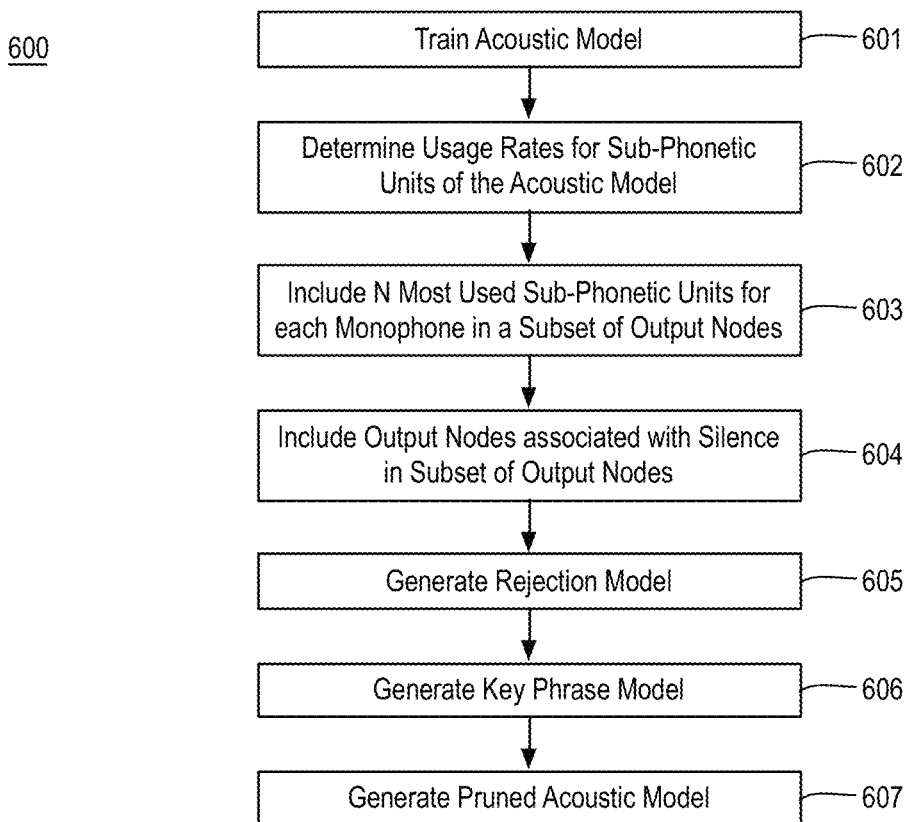 600
Train Acoustic Model
601
Determine Usage Rates for Sub-Phonetic
Units of the Acoustic Model
602
Include N Most Used Sub-Phonetic Units for
each Monophone in a Subset of Output Nodes
603
Include Output Nodes associated with Silence
in Subset of Output Nodes
604
Generate Rejection Model
605
Generate Key Phrase Model
606
Generate Pruned Acoustic Model
607